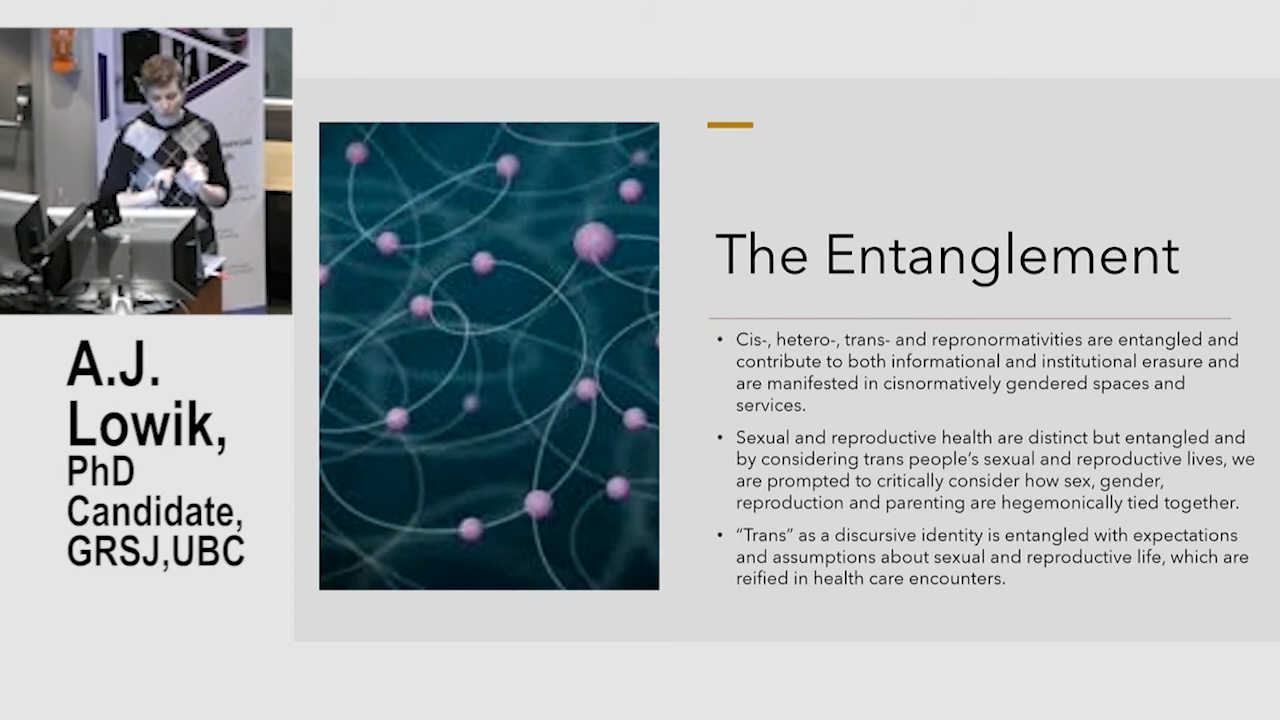 A.J.
Lowik,
PhD
Candidate,
GRSJ,UBC
The Entanglement
• Cis-, hetero-, trans- and repronormativities are entangled and
contribute to both informational and institutional erasure and
are manifested in cisnormatively gendered spaces and
services.
• Sexual and reproductive health are distinct but entangled and
by considering trans people’s sexual and reproductive lives, we
are prompted to critically consider how sex, gender,
reproduction and parenting are hegemonically tied together.
• “Trans” as a discursive identity is entangled with expectations
and assumptions about sexual and reproductive life, which are
reified in health care encounters.